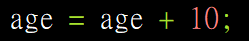 age = age + 10;